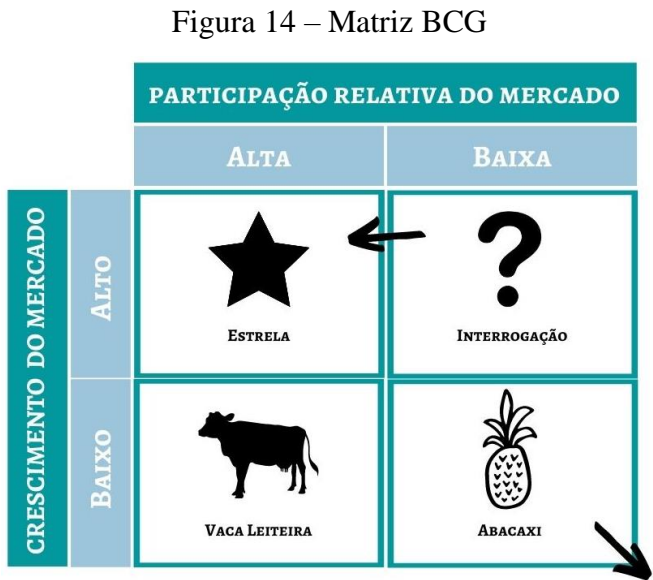 Figura 14 – Matriz BCG
PARTICIPAÇÃO RELATIVA DO MERCADO
ALTA
BAIXA
CRESCIMENTO DO MERCADO
ALTO
ESTRELA
?
INTERROGAÇÃO
BAIXO
VACA LEITEIRA
ABACAXI